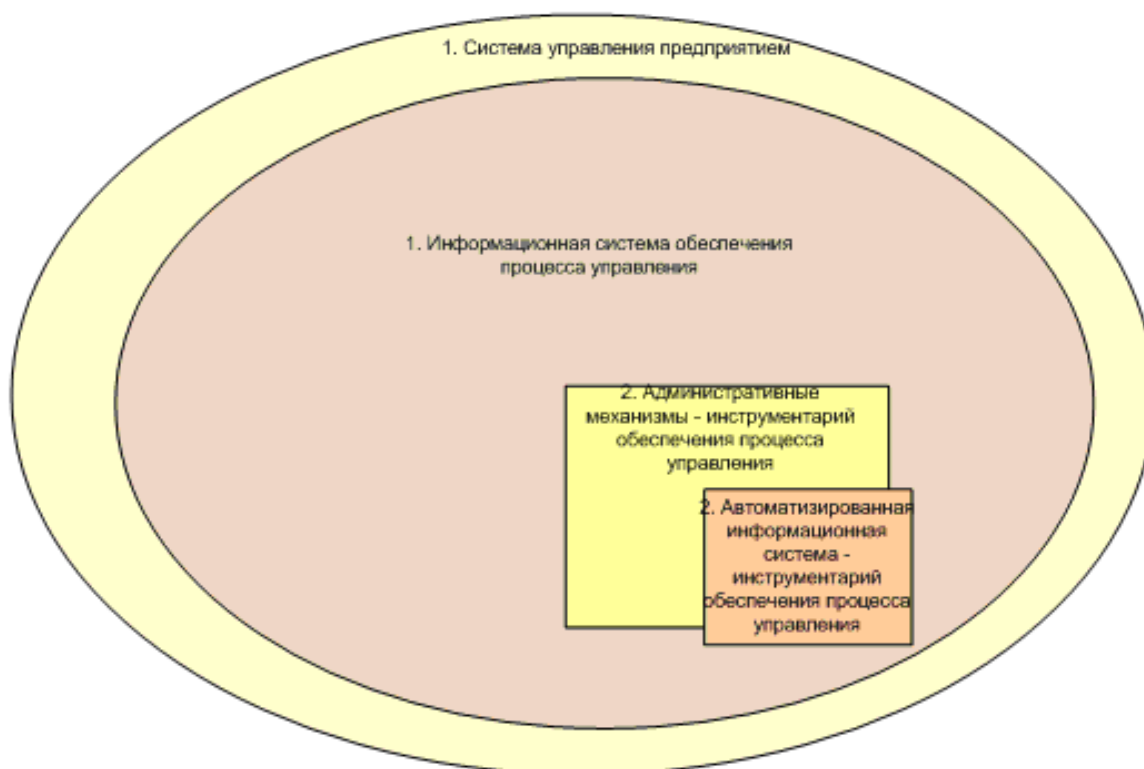 1. Система управления предприятием
1. Информационная система обеспечения
процесса управления
2. Административные
механизмы - инструментарий
обеспечения процесса
управления
2. Автоматизированная
информационная
система -
инструментарий
обеспечения процесса
управления